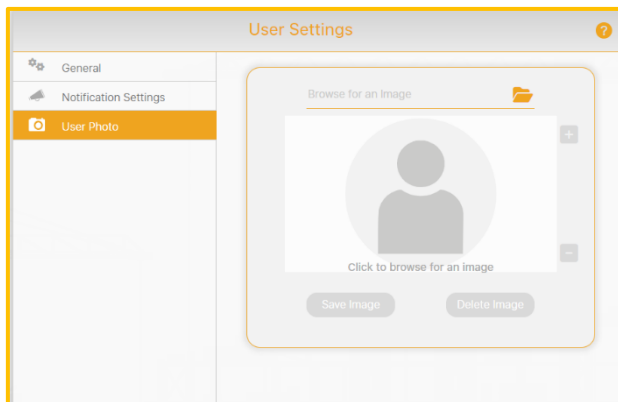 User Settings
?
General
Notification Settings
User Photo
Browse for an Image
+
-
Click to browse for an image
Save Image
Delete Image